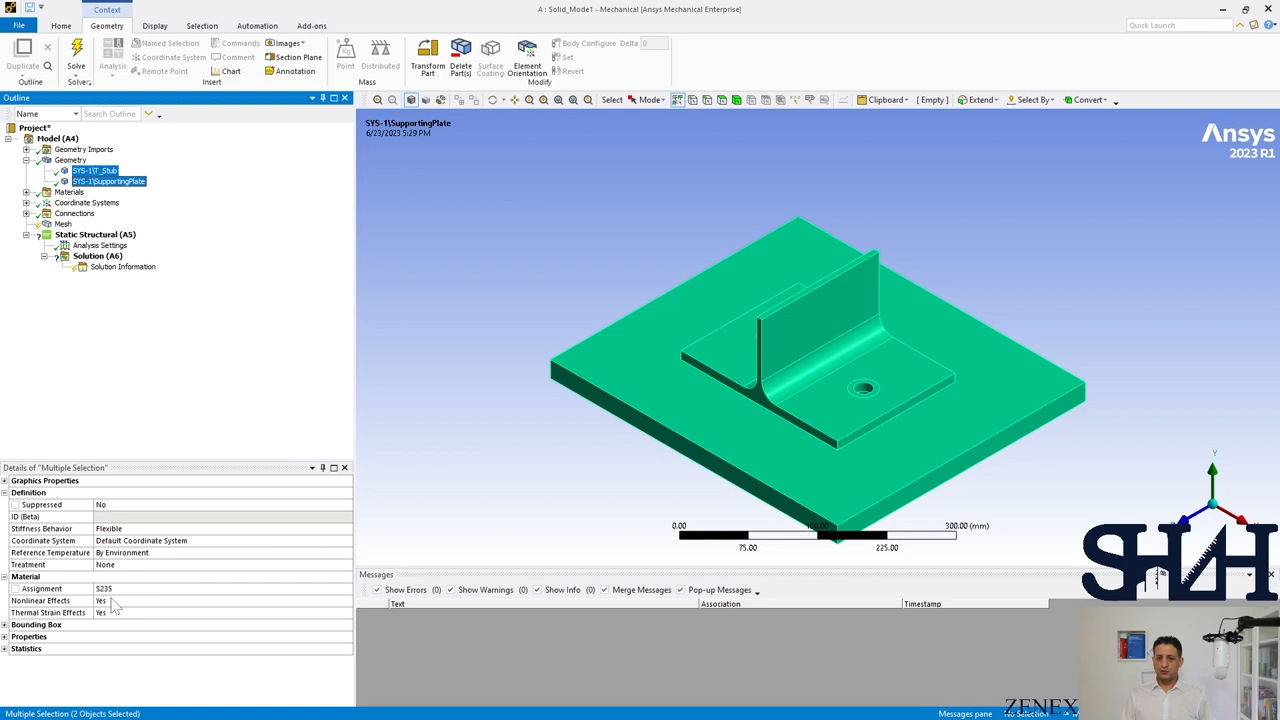 Context
A : Solid_Mode1 - Mechanical [Ansys Mechanical Enterprise]
File Home Geometry Display Selection Automation Add-ons
Quick Launch
Duplicate
Outline
Solve
Solver
Analysis
Named Selection
Coordinate System
Remote Point
Commands
Comment
Chart
Images
Section Plane
Annotation
Insert
Point
Distributed
Mass
Transform Part
Delete Part(s)
Surface Coating
Element Orientation
Body Configure Delta 0
Set
Revert
Modify
Outline
Select Mode Clipboard [ Empty ] Extend Select By Convert
Name Search Outline
Project*
Model (A4)
Geometry Imports
Geometry
SYS-1\T_Stub
SYS-1\SupportingPlate
Materials
Coordinate Systems
Connections
Mesh
Static Structural (A5)
Analysis Settings
Solution (A6)
Solution Information
SYS-1\SupportingPlate
6/23/2023 5:29 PM
Ansys
2023 R1
Y
0.00 150.00 300.00 (mm)
75.00 225.00
Details of "Multiple Selection"
Graphics Properties
Definition
Suppressed No
ID (Beta)
Stiffness Behavior Flexible
Coordinate System Default Coordinate System
Reference Temperature By Environment
Treatment None
Material
Assignment S235
Nonlinear Effects Yes
Thermal Strain Effects Yes
Bounding Box
Properties
Statistics
Messages
Show Errors (0) Show Warnings (0) Show Info (0) Merge Messages Pop-up Messages
Text Association Timestamp
ZENEX
Multiple Selection (2 Objects Selected)
Messages pane No Selection